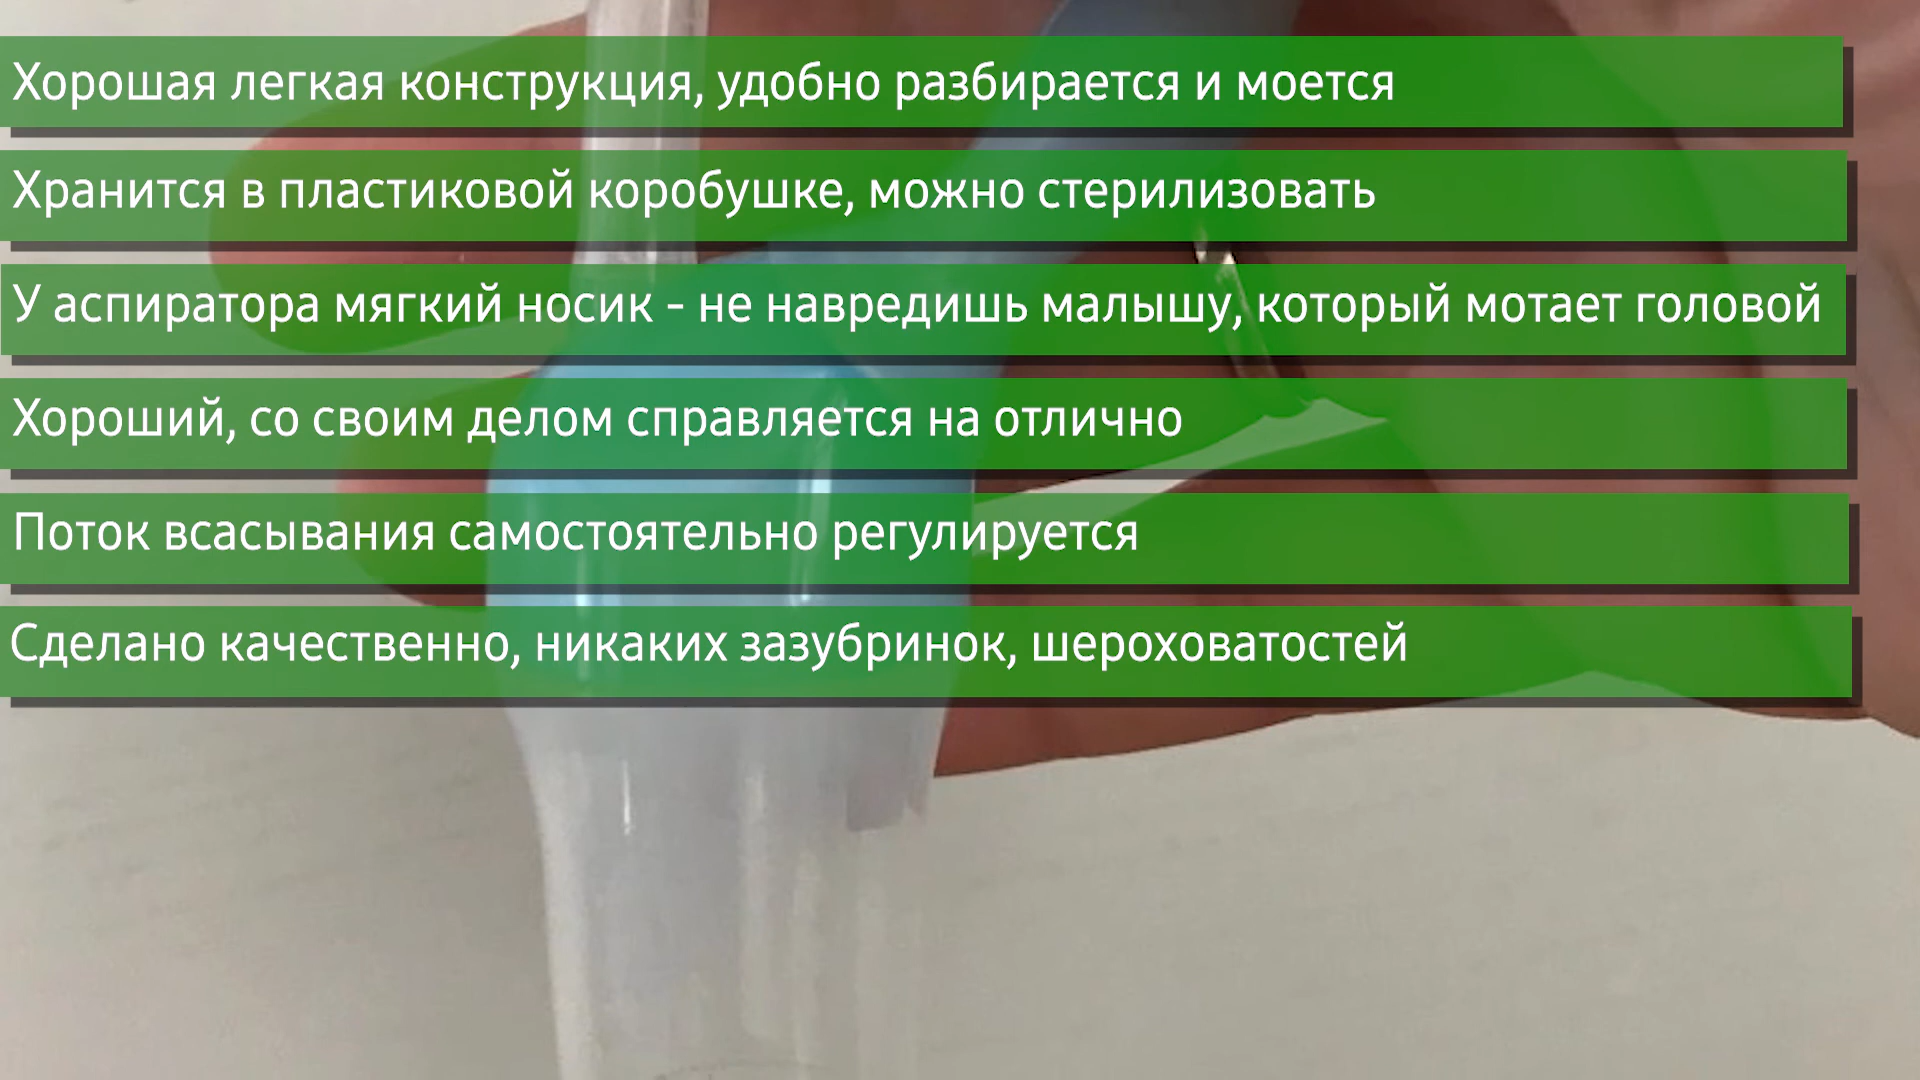 Хорошая легкая конструкция, удобно разбирается и моется
Хранится в пластиковой коробушке, можно стерилизовать
У аспиратора мягкий носик - не навредишь малышу, который мотает головой
Хороший, со своим делом справляется на отлично
Поток всасывания самостоятельно регулируется
Сделано качественно, никаких зазубринок, шероховатостей